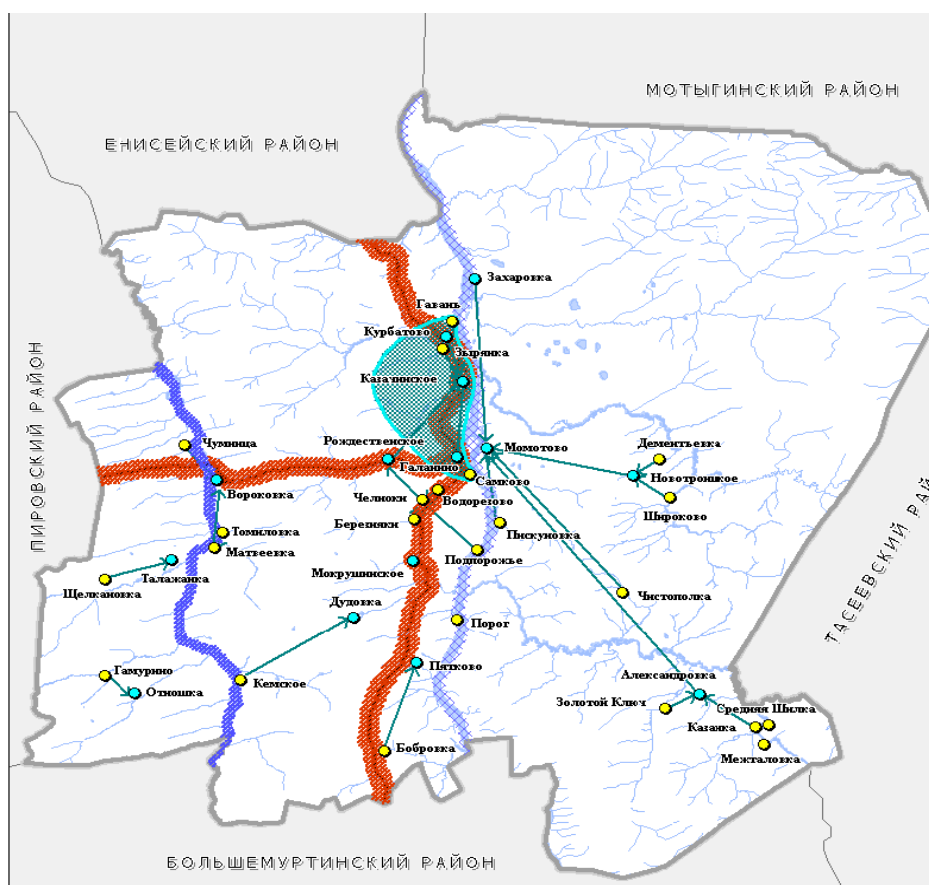 МОТЫГИНСКИЙ РАЙОН
ЕНИСЕЙСКИЙ РАЙОН
Захаровка
Гавань
Курбатово
Зырянка
ПИРОВСКИЙ РАЙОН
Казачинское
Чумница
Рождественское
Момотово
Дементьевка
Галанино
Новотроицкое
Самково
Вороковка
Челноки
Водорезово
Широково
Березняки
Пискуновка
Томиловка
Матвеевка
Подпорожье
Мокрушинское
Талажанка
Щелкановка
Чистополка
Дудовка
ТАСЕЕВСКИЙ РАЙ
Порог
Гамурино
Пятково
Александровка
Кемское
Отношка
Золотой Ключ
Средняя Шилка
Казанка
Бобровка
Межталовка
БОЛЬШЕМУРТИНСКИЙ РАЙОН